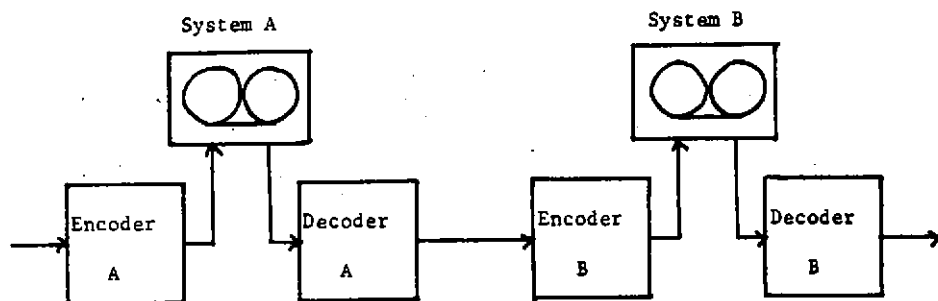 System A
System B
Encoder
A
Decoder
A
Encoder
B
Decoder
B